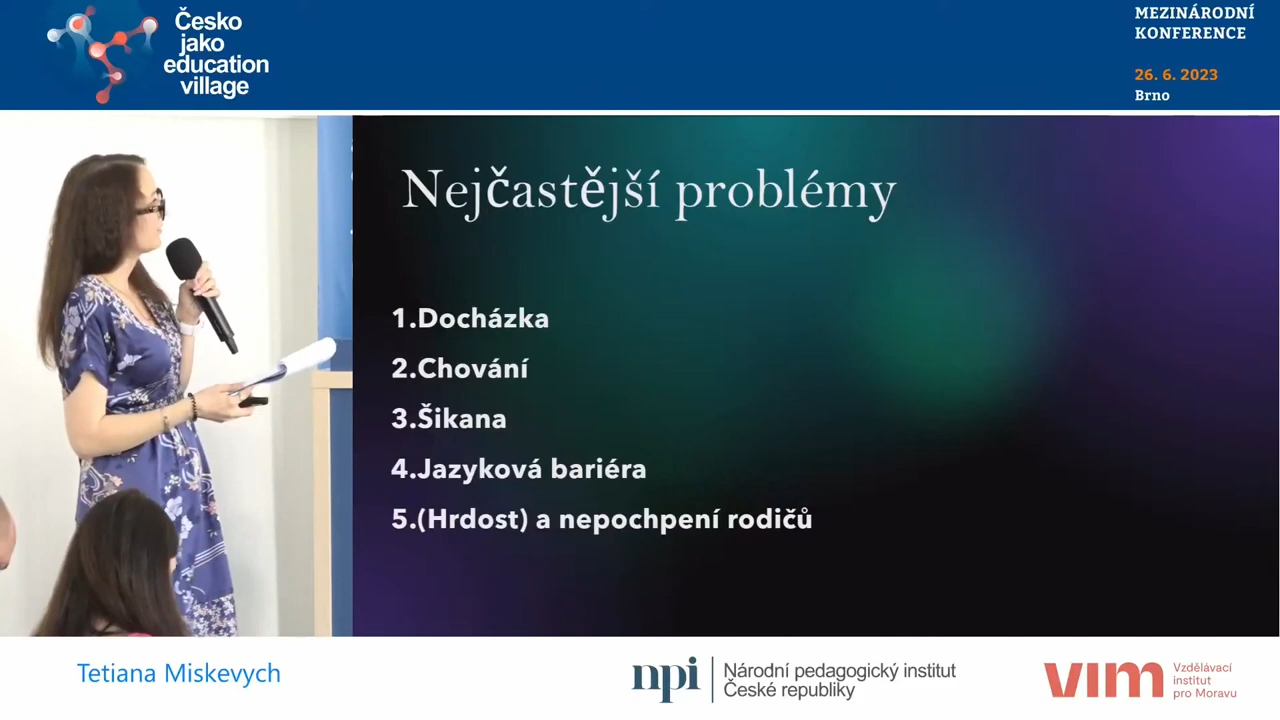 Česko
jako
education
village
MEZINÁRODNÍ
KONFERENCE
26. 6. 2023
Brno
Nejčastější problémy
1.Docházka
2.Chování
3.Šikana
4.Jazyková bariéra
5.(Hrdost) a nepochpení rodičů
Tetiana Miskevych
npi
Národní pedagogický institut
České republiky
vim
Vzdělávací
institut
pro Moravu